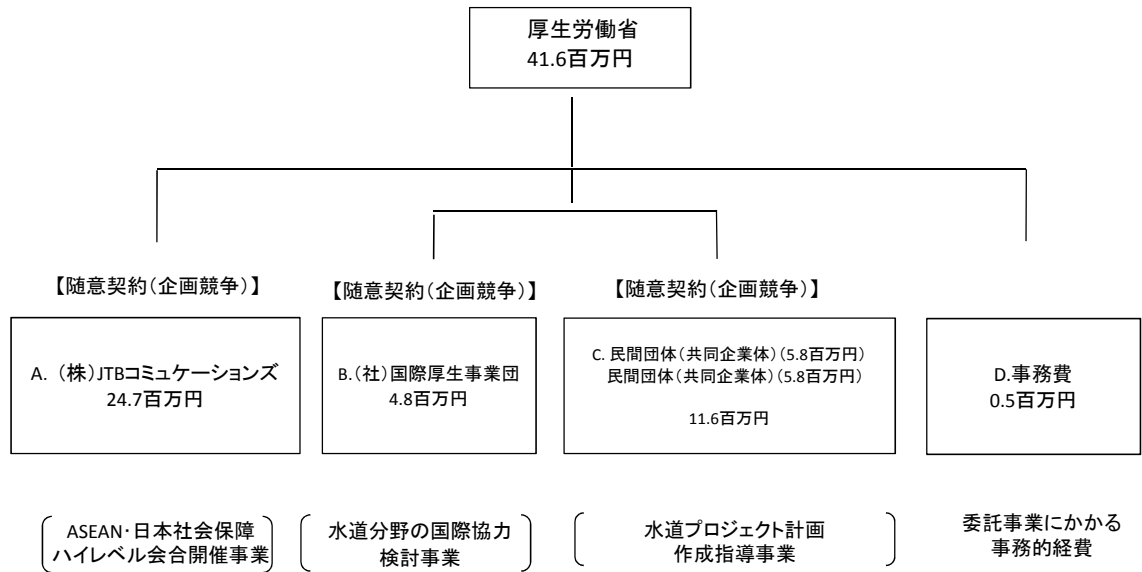 厚生労働省
41.6百万円
【随意契約(企画競争)】
【随意契約(企画競争)】
【随意契約(企画競争)】
A. (株)JTBコミュケーションズ
24.7百万円
B.(社)国際厚生事業団
4.8百万円
C. 民間団体(共同企業体)(5.8百万円)
民間団体(共同企業体)(5.8百万円)
11.6百万円
D.事務費
0.5百万円
ASEAN・日本社会保障
ハイレベル会合開催事業
水道分野の国際協力
検討事業
水道プロジェクト計画
作成指導事業
委託事業にかかる
事務的経費